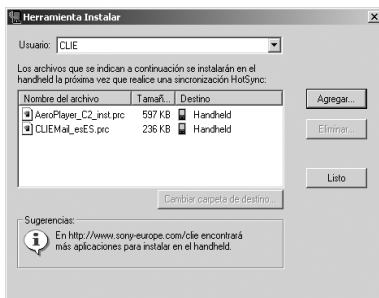 Herramienta Instalar
Usuario: CLIE
Los archivos que se indican a continuación se instalarán en el
handheld la próxima vez que realice una sincronización HotSync:
Nombre del archivo Tamañ... Destino
AeroPlayer_C2_inst.prc 597 KB Handheld
CLIEMail_esES.prc 236 KB Handheld
Agregar...
Eliminar...
Listo
Cambiar carpeta de destino...
Sugerencias:
En http://www.sony-europe.com/clie encontrará
más aplicaciones para instalar en el handheld.